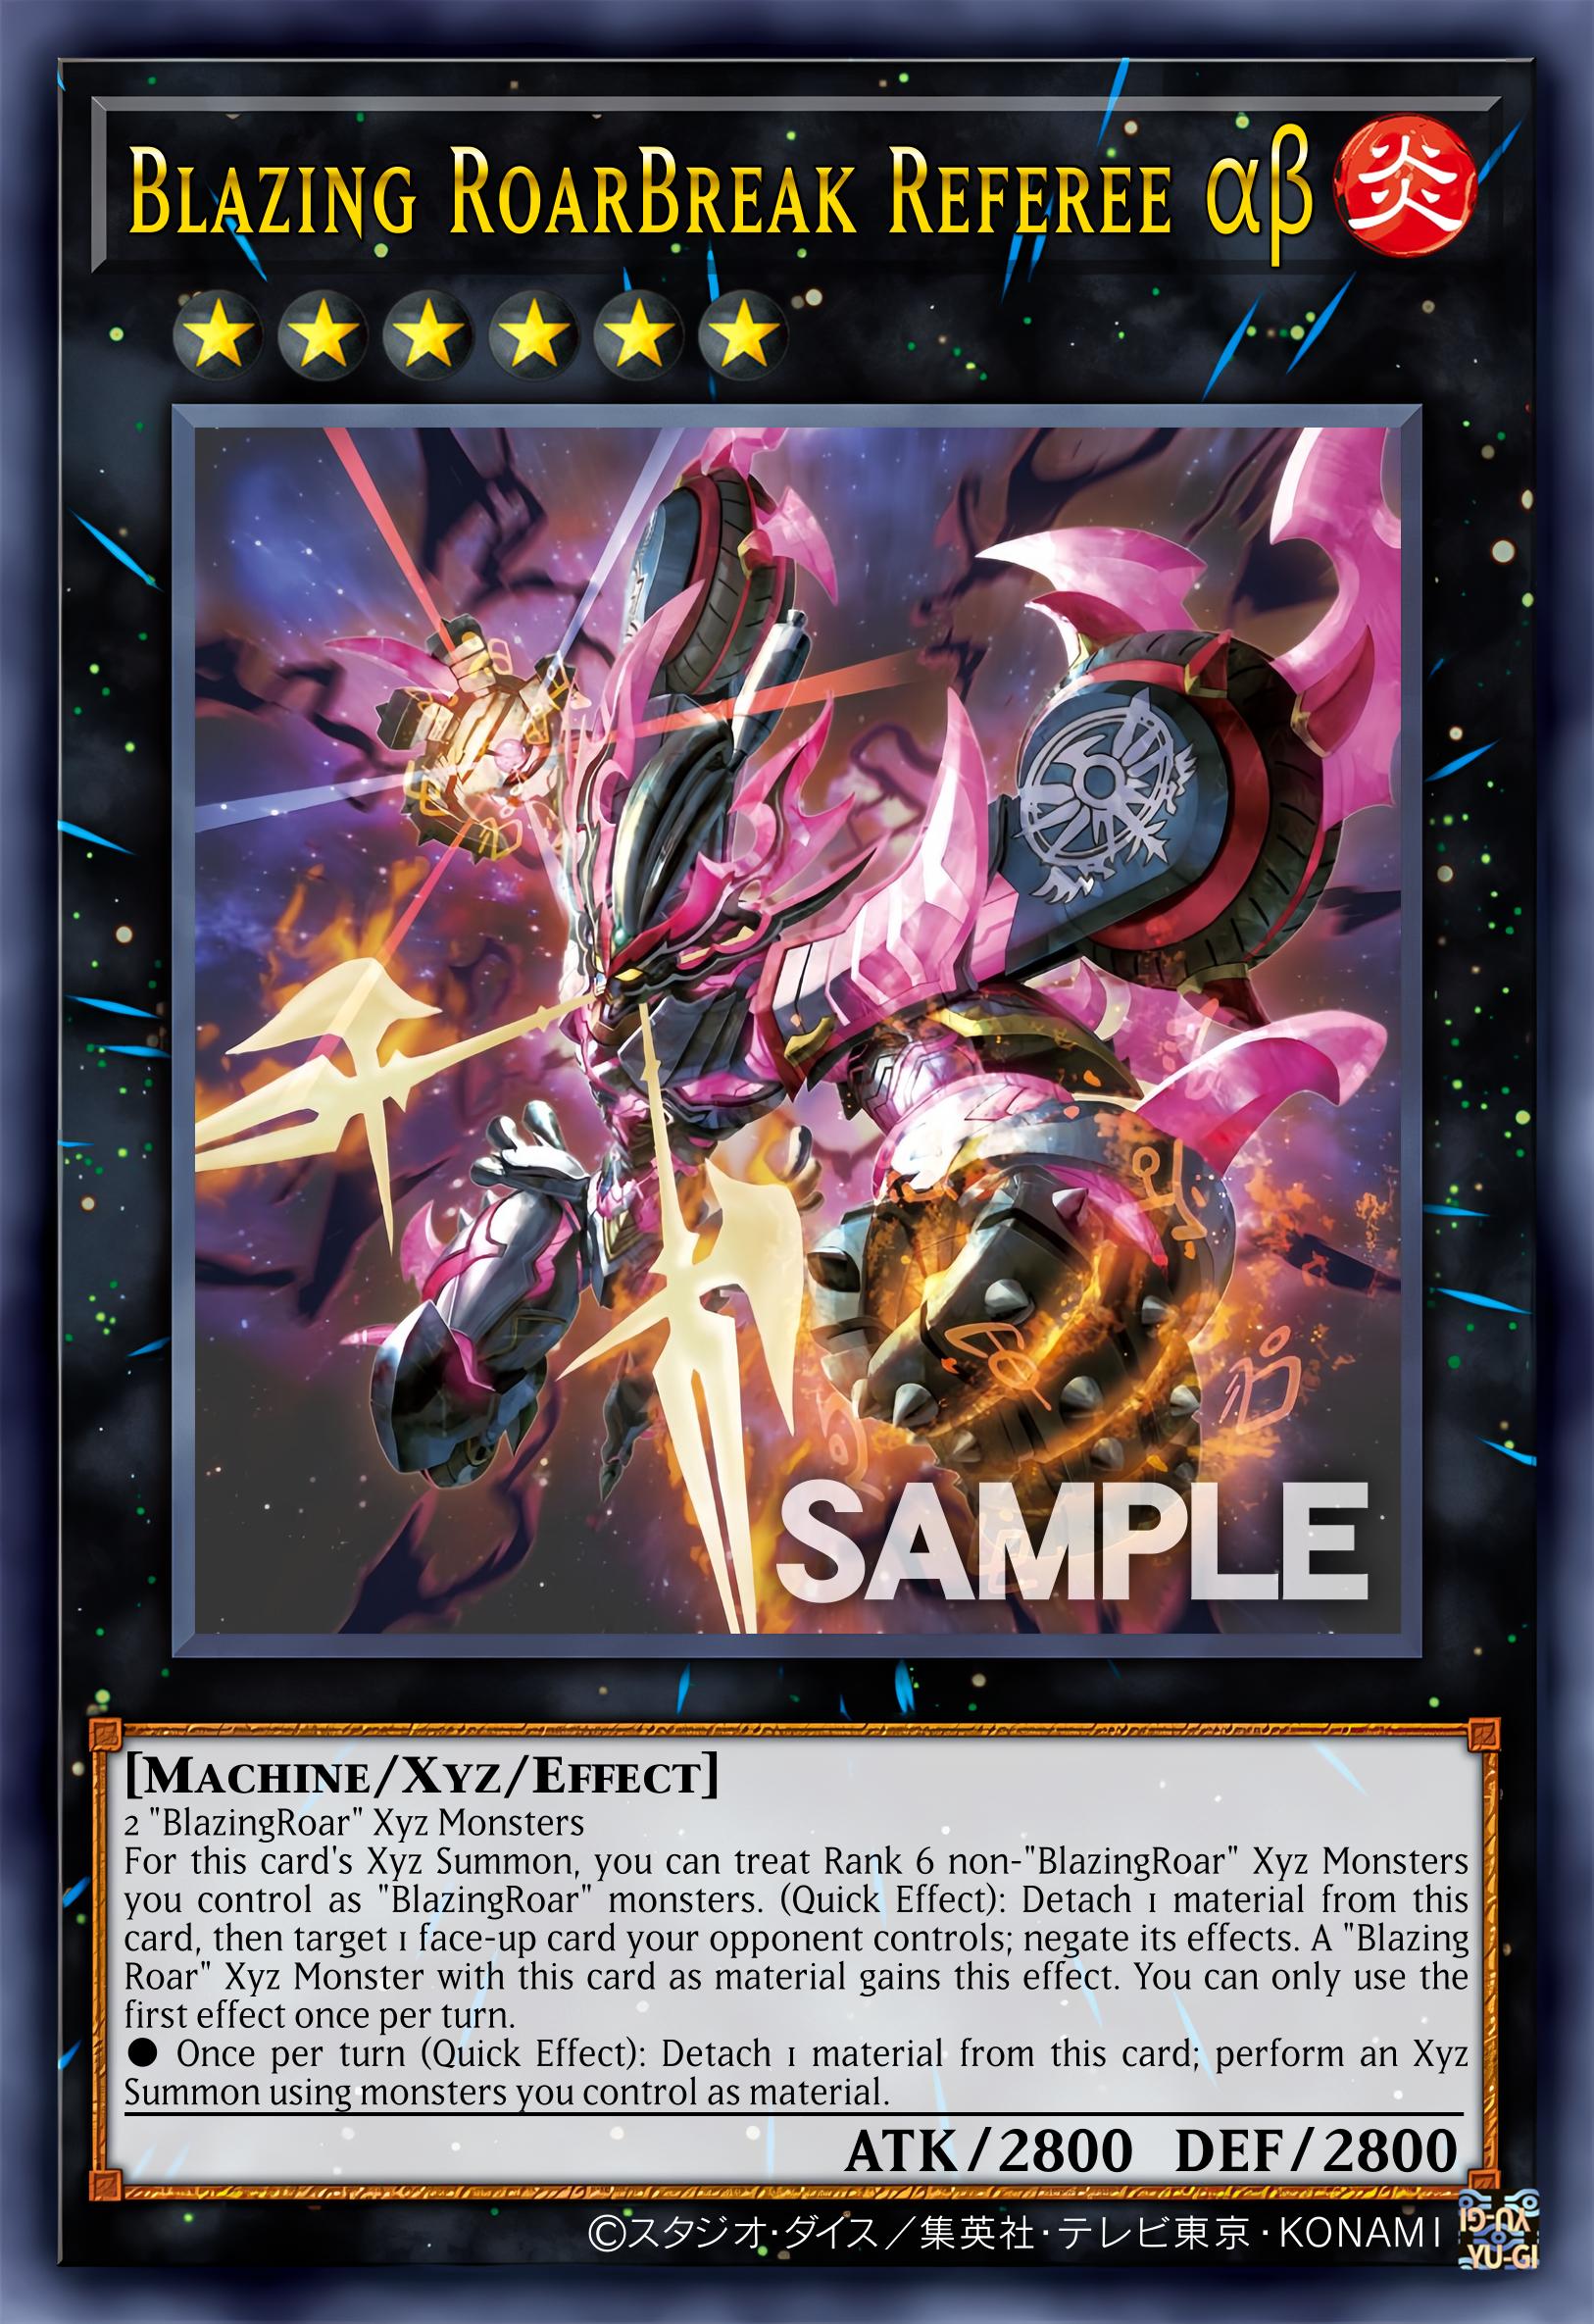 Blazing RoarBreak Referee αβ 炎
SAMPLE
[Machine/Xyz/Effect]
2 "BlazingRoar" Xyz Monsters
For this card's Xyz Summon, you can treat Rank 6 non-"BlazingRoar" Xyz Monsters
you control as "BlazingRoar" monsters. (Quick Effect): Detach 1 material from this
card, then target 1 face-up card your opponent controls; negate its effects. A "Blazing
Roar" Xyz Monster with this card as material gains this effect. You can only use the
first effect once per turn.
● Once per turn (Quick Effect): Detach 1 material from this card; perform an Xyz
Summon using monsters you control as material.
ATK/2800 DEF/2800
©スタジオ・ダイス／集英社・テレビ東京・KONAMI
YU-GI
YU-GI